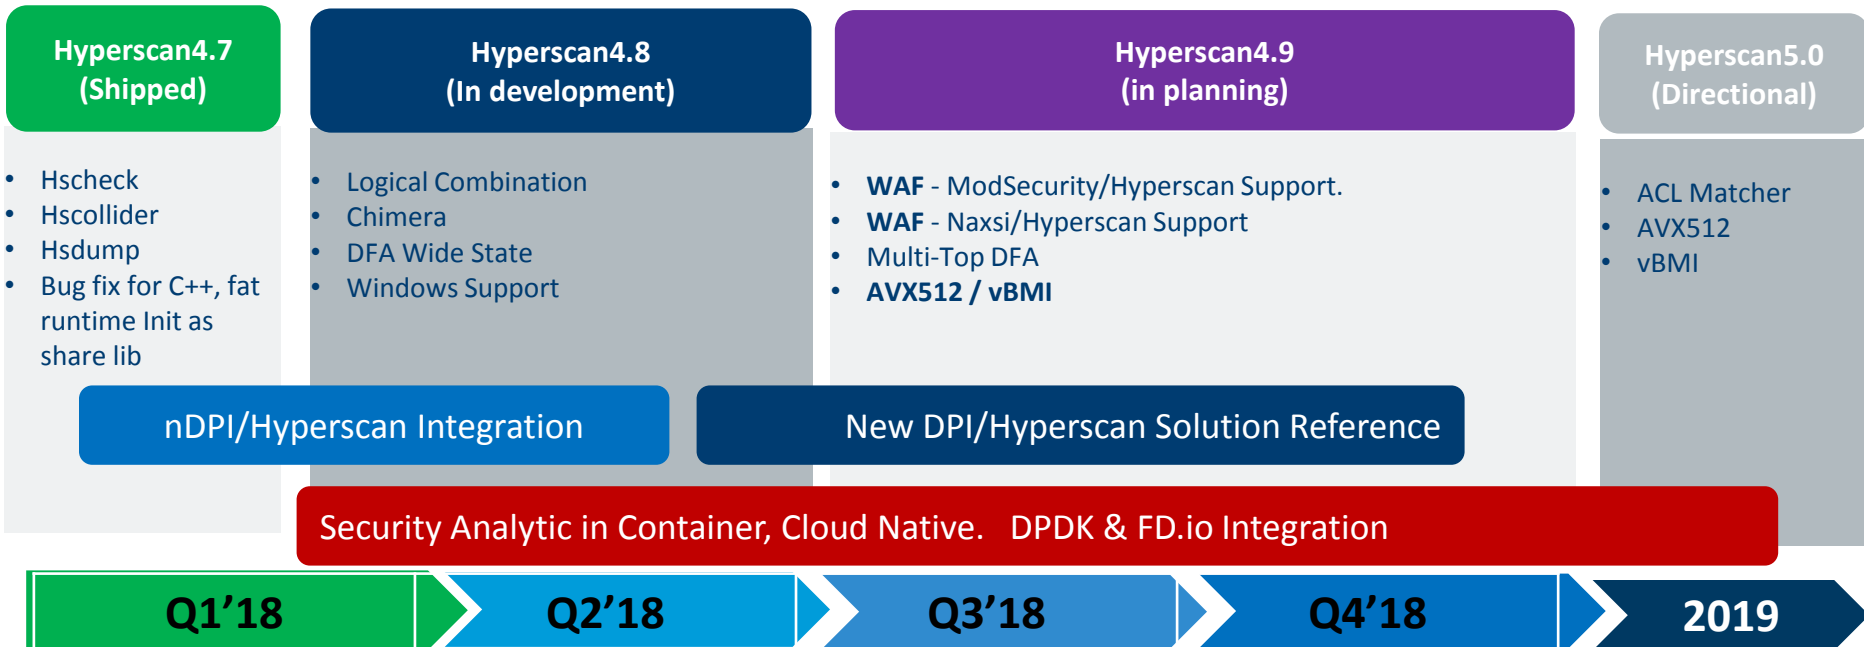 Hyperscan4.7
(Shipped)
• Hscheck
• Hscollider
• Hsdump
• Bug fix for C++, fat
runtime Init as
share lib
Hyperscan4.8
(In development)
• Logical Combination
• Chimera
• DFA Wide State
• Windows Support
Hyperscan4.9
(in planning)
• WAF - ModSecurity/Hyperscan Support.
• WAF - Naxsi/Hyperscan Support
• Multi-Top DFA
• AVX512 / vBMI
Hyperscan5.0
(Directional)
• ACL Matcher
• AVX512
• vBMI
nDPI/Hyperscan Integration
New DPI/Hyperscan Solution Reference
Security Analytic in Container, Cloud Native. DPDK & FD.io Integration
Q1’18
Q2’18
Q3’18
Q4’18
2019